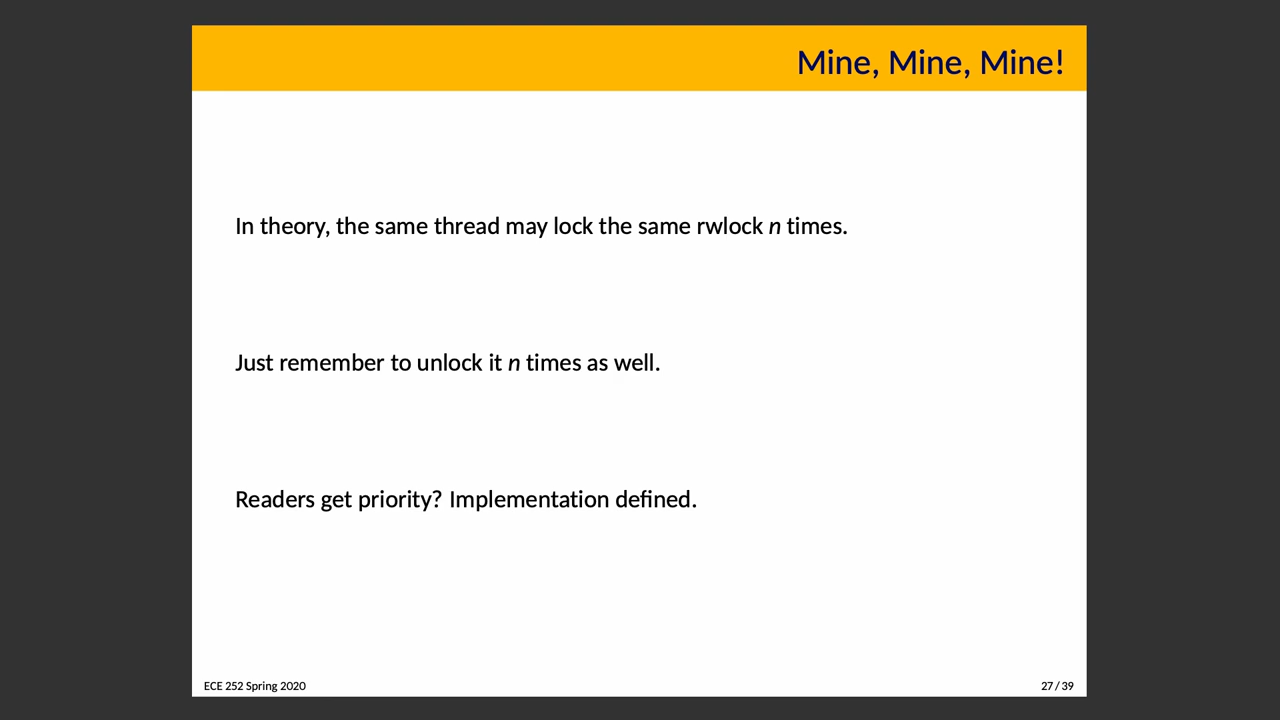 Mine, Mine, Mine!
In theory, the same thread may lock the same rwlock n times.
Just remember to unlock it n times as well.
Readers get priority? Implementation defined.
ECE 252 Spring 2020
27 / 39